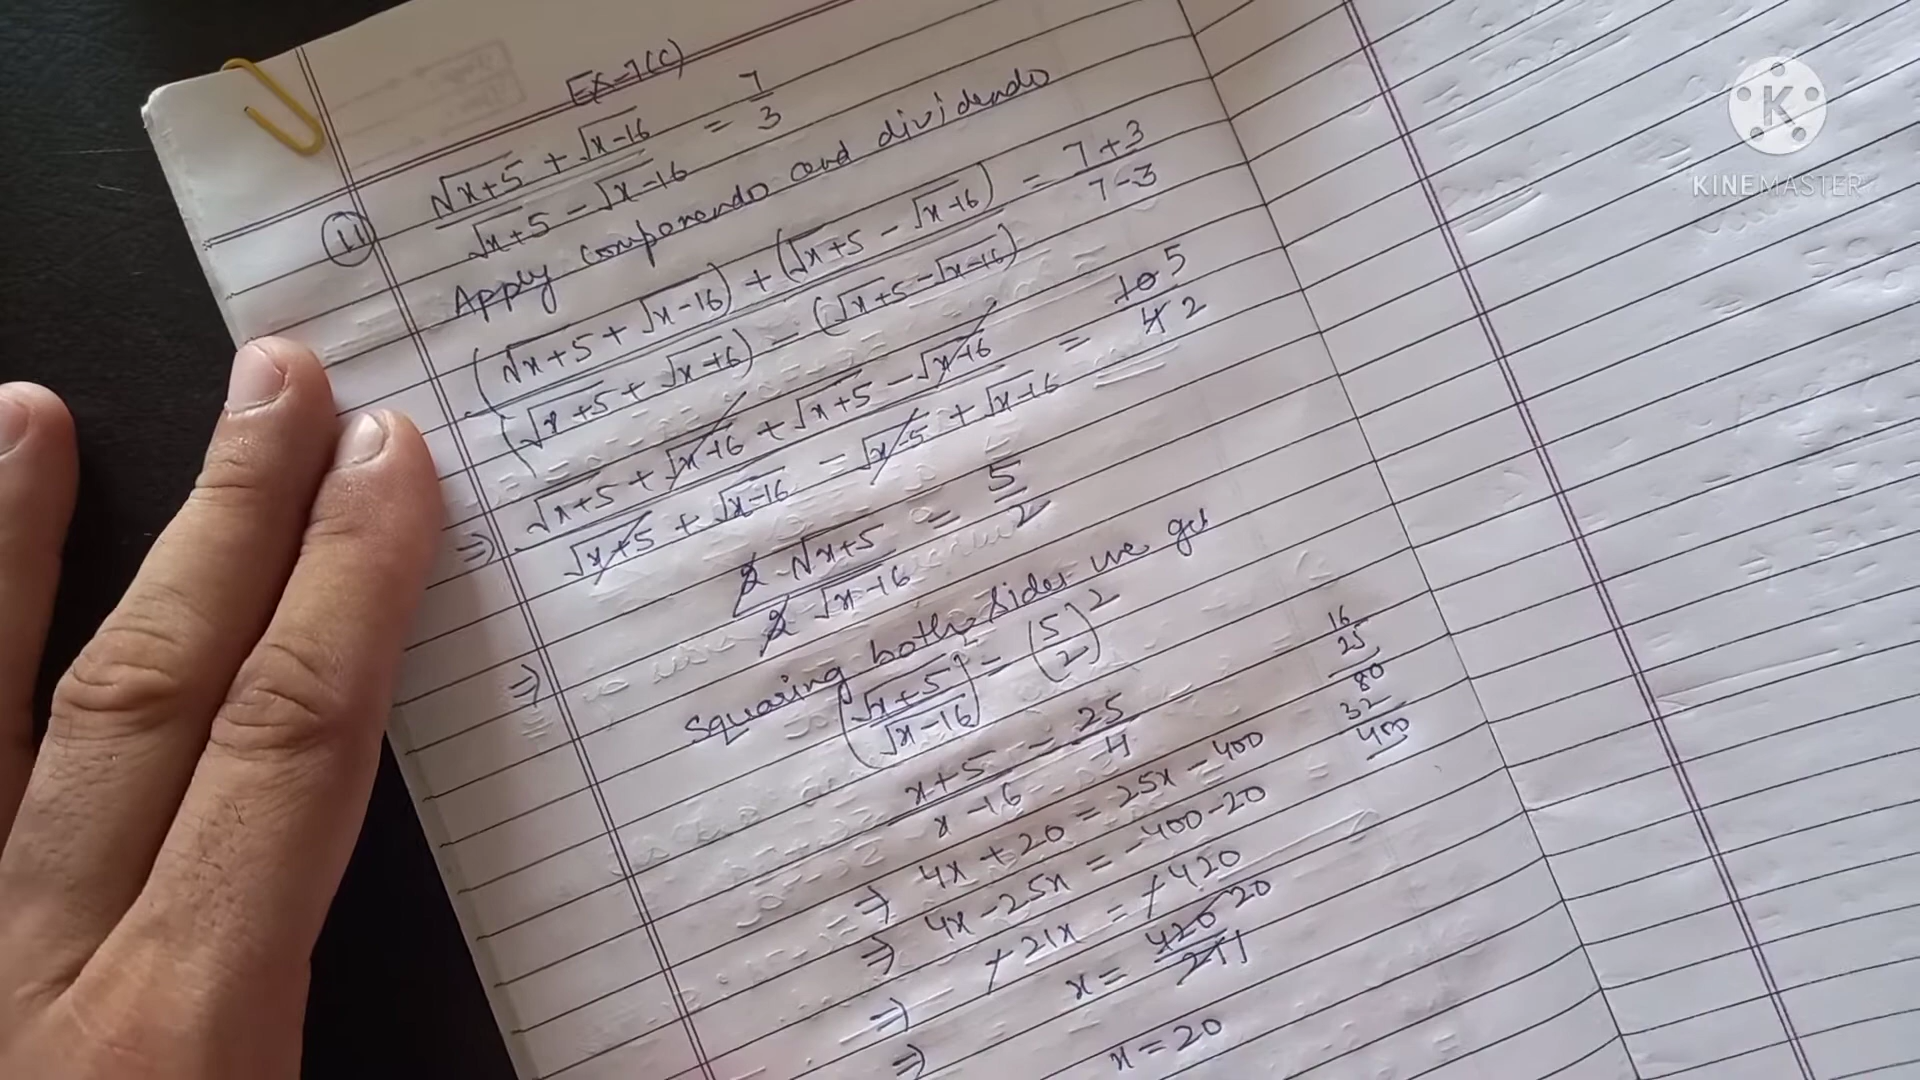 Ex-7(C)
(11) (√x+5 + √x-16) / (√x+5 - √x-16) = 7/3
Apply componendo and dividendo
((√x+5 + √x-16) + (√x+5 - √x-16)) / ((√x+5 + √x-16) - (√x+5 - √x-16)) = (7+3)/(7-3)
⇒ (√x+5 + √x-16 + √x+5 - √x-16) / (√x+5 + √x-16 - √x-5 + √x-16) = 10 5 / 4 2
⇒ 2√x+5 / 2√x-16 = 5/2
Squaring both sides we get
(√x+5 / √x-16)² = (5/2)²
(x+5)/(x-16) = 25/4
⇒ 4x+20 = 25x-400
⇒ 4x-25x = -400-20
⇒ -21x = -420
⇒ x = 420 20 / 21 1
x = 20
16
25
80
32
400
KINEMASTER